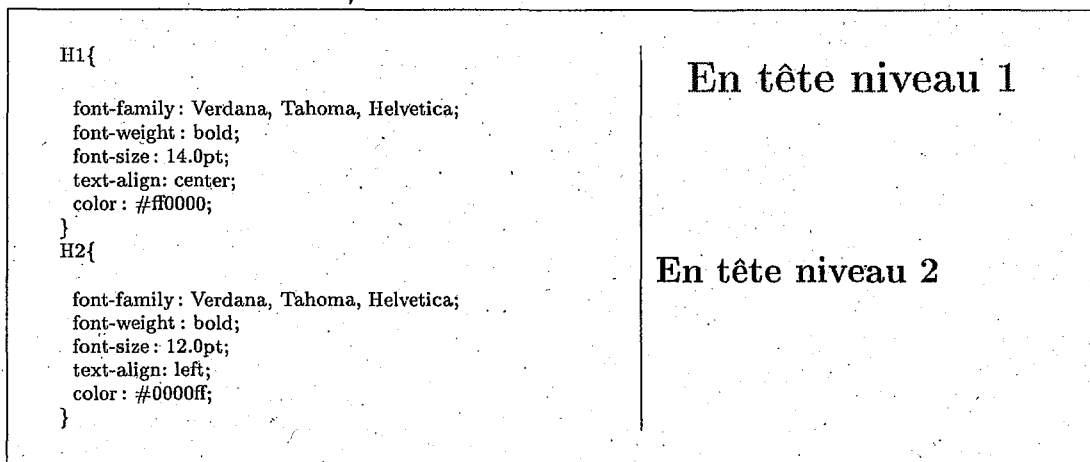 H1{
font-family : Verdana, Tahoma, Helvetica;
font-weight : bold;
font-size : 14.0pt;
text-align: center;
color : #ff0000;
}
H2{
font-family : Verdana, Tahoma, Helvetica;
font-weight : bold;
font-size : 12.0pt;
text-align: left;
color : #0000ff;
}
En tête niveau 1
En tête niveau 2